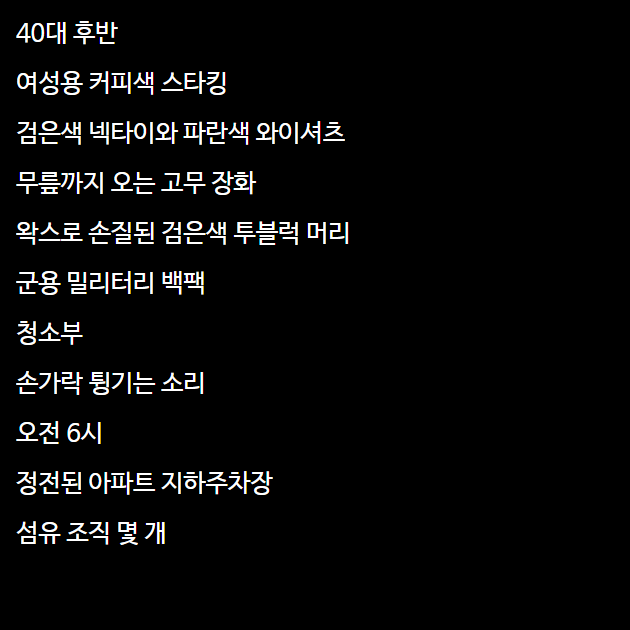 40대 후반
여성용 커피색 스타킹
검은색 넥타이와 파란색 와이셔츠
무릎까지 오는 고무 장화
왁스로 손질된 검은색 투블럭 머리
군용 밀리터리 백팩
청소부
손가락 튕기는 소리
오전 6시
정전된 아파트 지하주차장
섬유 조직 몇 개